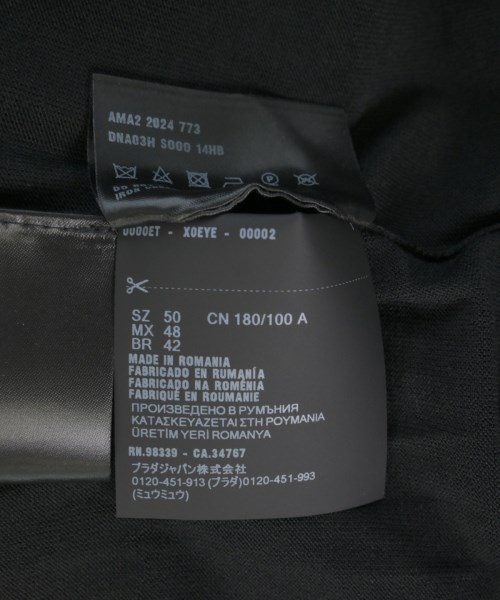 AMA2 2024 773
DNA03H S000 14HB
IRON
0000ET - X0EYE - 00002
SZ 50 CN 180/100 A
MX 48
BR 42
MADE IN ROMANIA
FABRICADO EN RUMANÍA
FABRICADO NA ROMÉNIA
FABRIQUÉ EN ROUMANIE
ПРОИЗВЕДЕНО В РУМЪНИЯ
ΚΑΤΑΣΚΕΥΑΖΕΤΑΙ ΣΤΗ ΡΟΥΜΑΝΙΑ
ÜRETİM YERİ ROMANYA
RN.98339 - CA.34767
プラダジャパン株式会社
0120-451-913 (プラダ)0120-451-993
(ミュウミュウ)